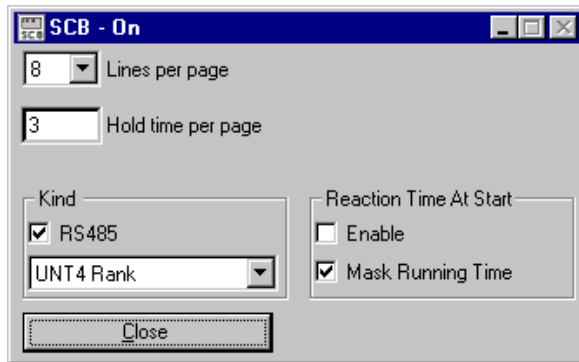 SCB SCB - On
8 Lines per page
3 Hold time per page
Kind
RS485
UNT4 Rank
Reaction Time At Start
Enable
Mask Running Time
Close